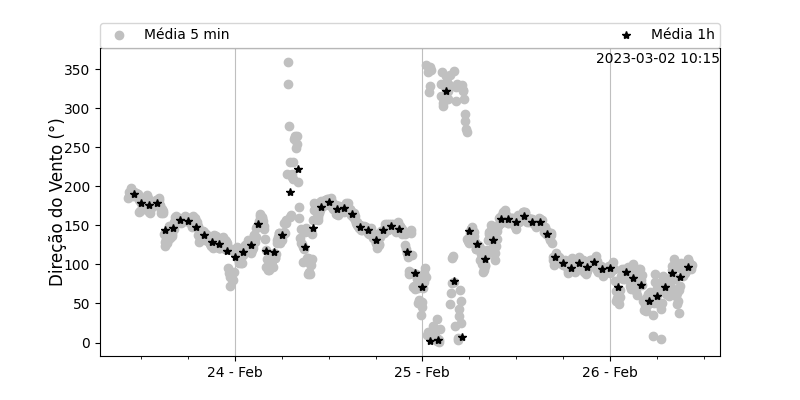 Média 5 min
Média 1h
2023-03-02 10:15
Direção do Vento (°)
350
300
250
200
150
100
50
0
24 - Feb
25 - Feb
26 - Feb